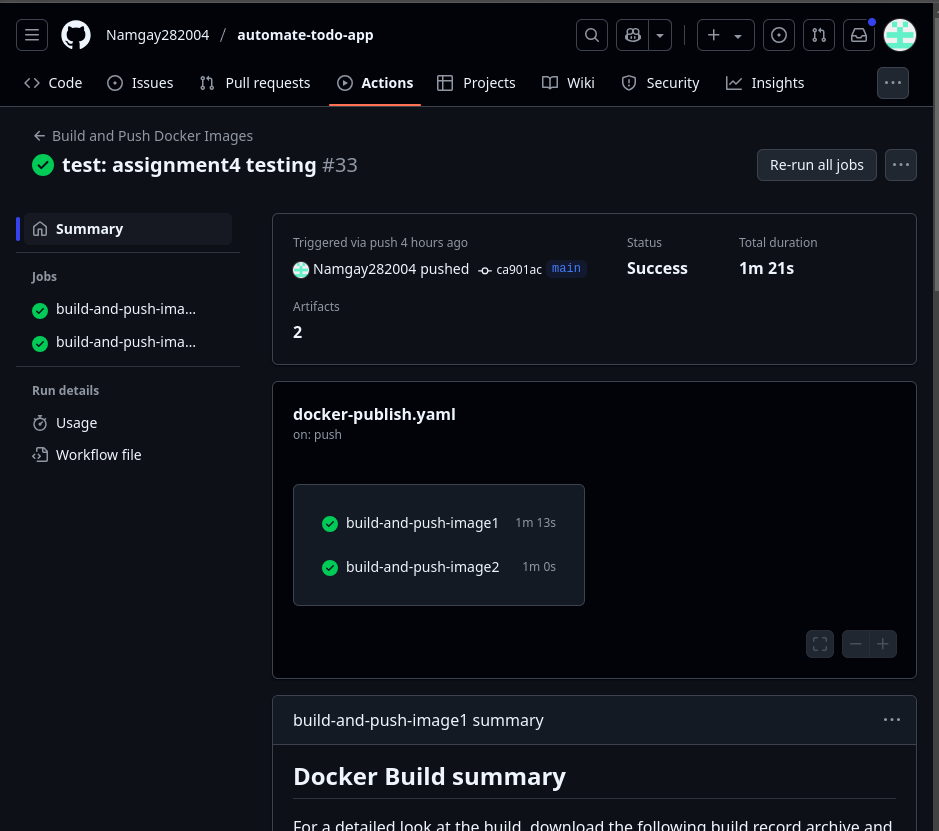 Namgay282004 / automate-todo-app
Code Issues Pull requests Actions Projects Wiki Security Insights
Build and Push Docker Images
test: assignment4 testing #33
Re-run all jobs
Summary
Jobs
build-and-push-ima...
build-and-push-ima...
Run details
Usage
Workflow file
Triggered via push 4 hours ago
Namgay282004 pushed ca901ac main
Status
Success
Total duration
1m 21s
Artifacts
2
docker-publish.yaml
on: push
build-and-push-image1 1m 13s
build-and-push-image2 1m 0s
build-and-push-image1 summary
Docker Build summary
For a detailed look at the build, download the following build record archive and